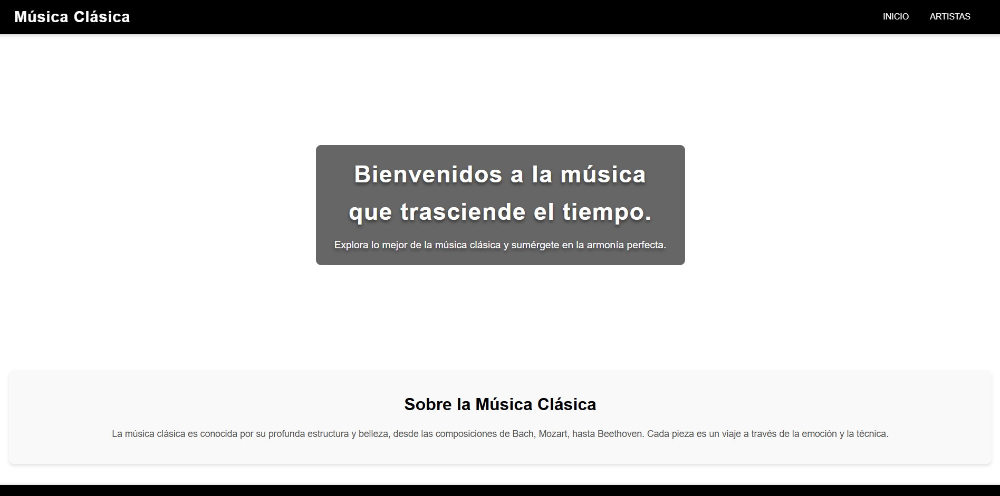 Música Clásica
INICIO
ARTISTAS
Bienvenidos a la música
que trasciende el tiempo.
Explora lo mejor de la música clásica y sumérgete en la armonía perfecta.
Sobre la Música Clásica
La música clásica es conocida por su profunda estructura y belleza, desde las composiciones de Bach, Mozart, hasta Beethoven. Cada pieza es un viaje a través de la emoción y la técnica.